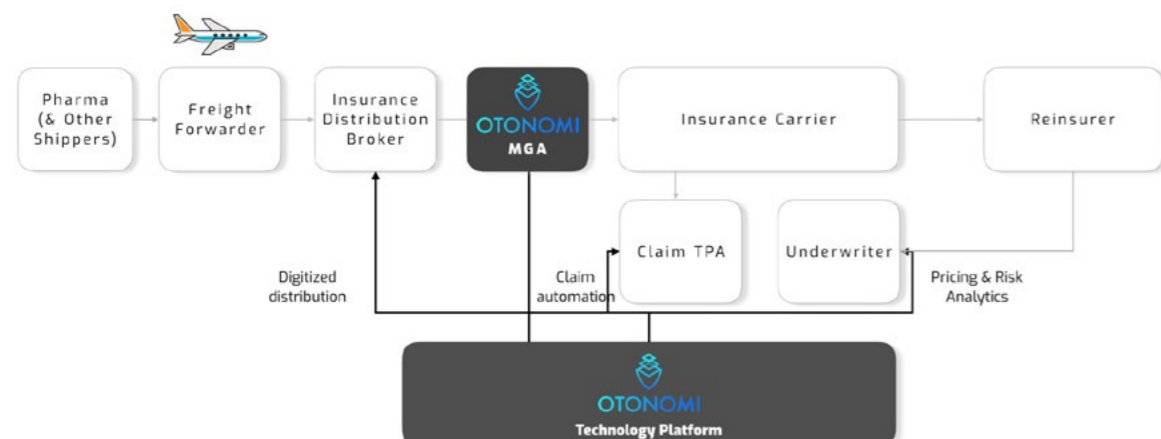 Pharma
(& Other
Shippers)
Freight
Forwarder
Insurance
Distribution
Broker
OTONOMI
MGA
Insurance Carrier
Reinsurer
Claim TPA
Underwriter
Digitized
distribution
Claim
automation
Pricing & Risk
Analytics
OTONOMI
Technology Platform